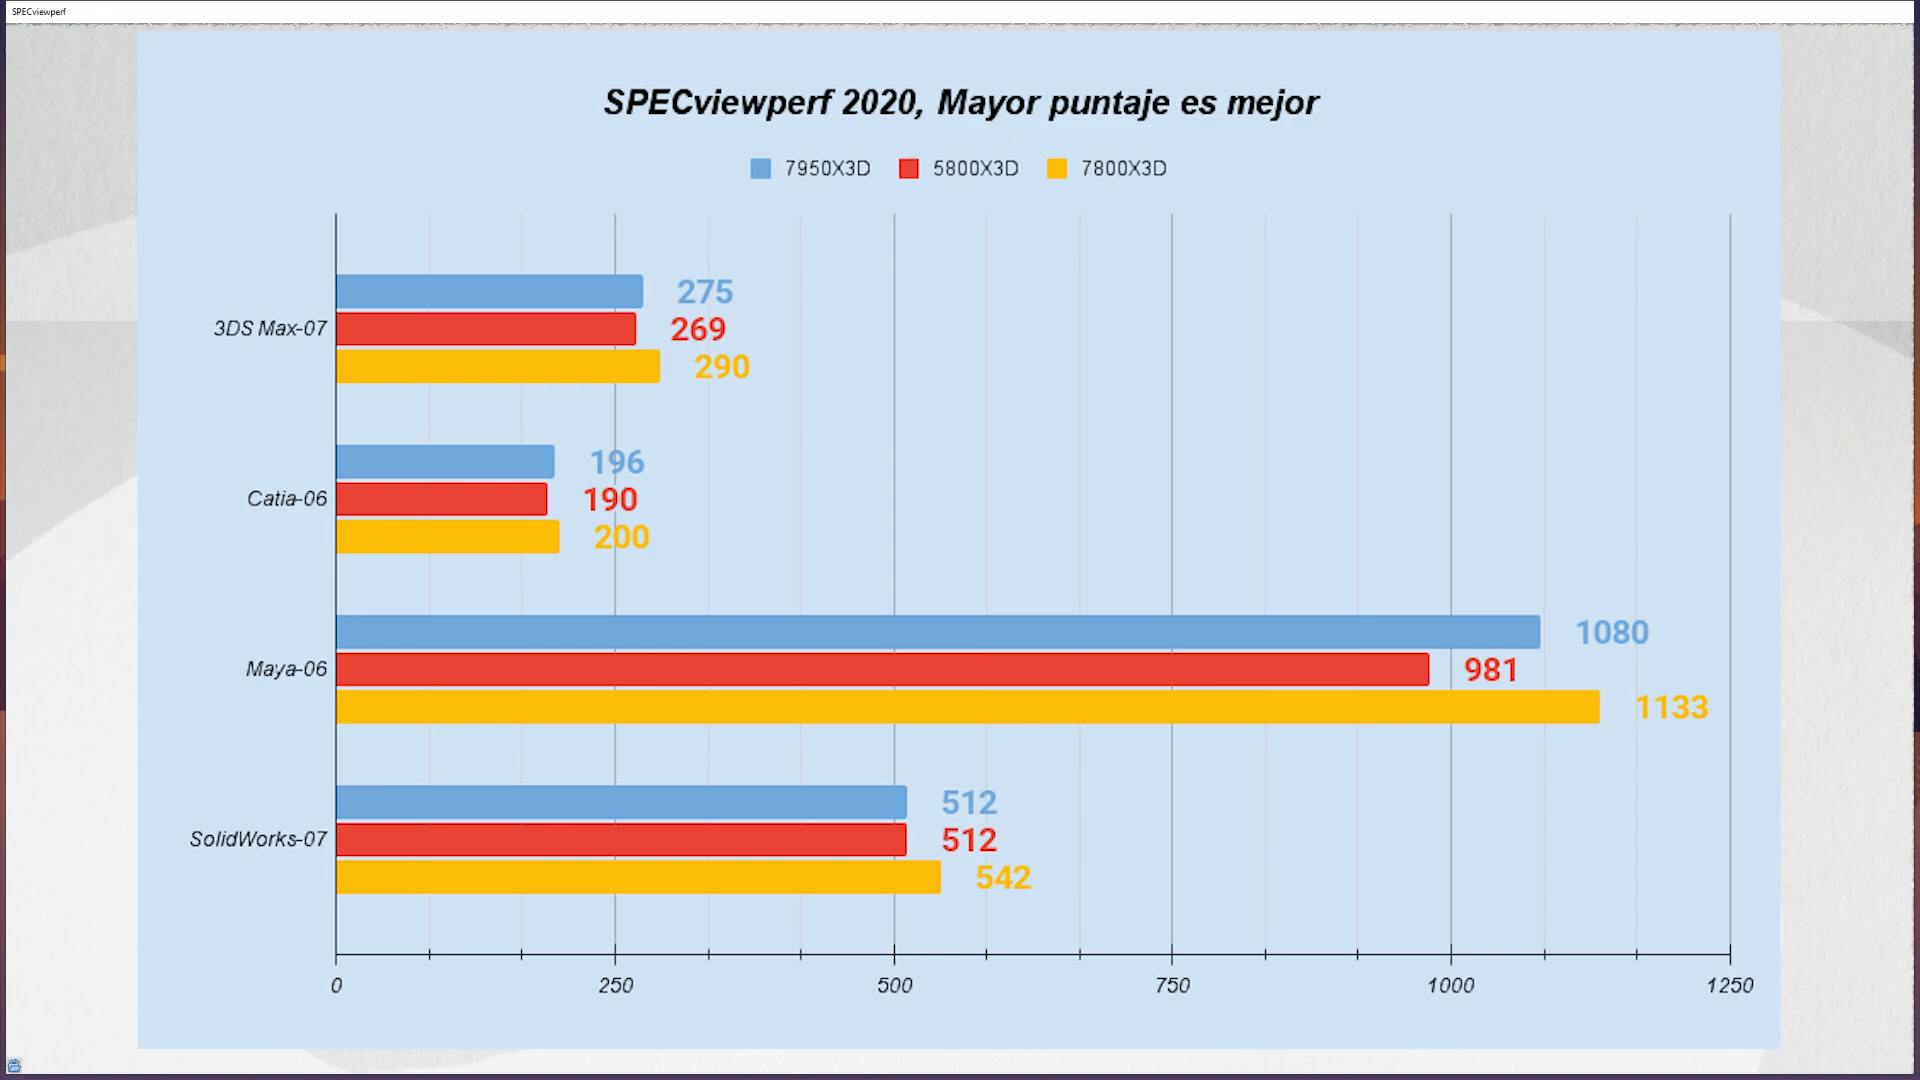 SPECviewperf
SPECviewperf 2020, Mayor puntaje es mejor
7950X3D 5800X3D 7800X3D
275
3DS Max-07 269
290
196
Catia-06 190
200
1080
Maya-06 981
1133
512
SolidWorks-07 512
542
0 250 500 750 1000 1250